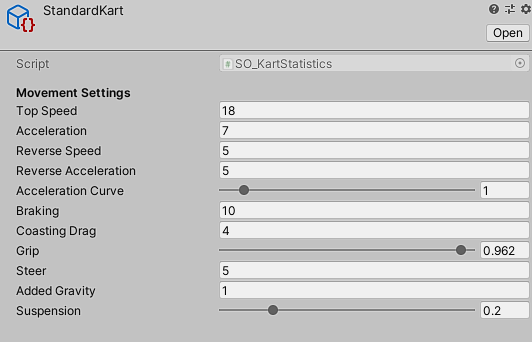 StandardKart
Open
Script SO_KartStatistics
Movement Settings
Top Speed 18
Acceleration 7
Reverse Speed 5
Reverse Acceleration 5
Acceleration Curve 1
Braking 10
Coasting Drag 4
Grip 0.962
Steer 5
Added Gravity 1
Suspension 0.2